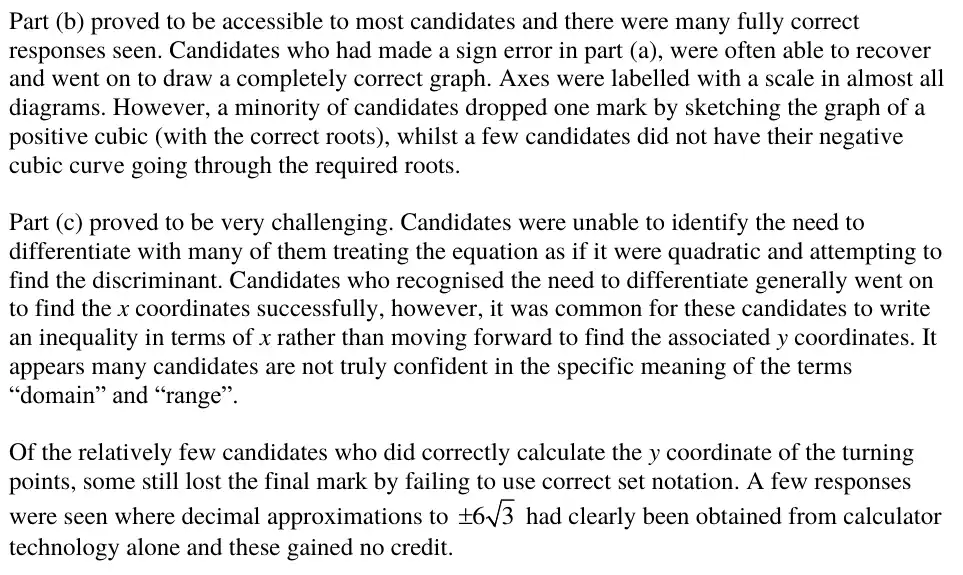 Part (b) proved to be accessible to most candidates and there were many fully correct
responses seen. Candidates who had made a sign error in part (a), were often able to recover
and went on to draw a completely correct graph. Axes were labelled with a scale in almost all
diagrams. However, a minority of candidates dropped one mark by sketching the graph of a
positive cubic (with the correct roots), whilst a few candidates did not have their negative
cubic curve going through the required roots.
Part (c) proved to be very challenging. Candidates were unable to identify the need to
differentiate with many of them treating the equation as if it were quadratic and attempting to
find the discriminant. Candidates who recognised the need to differentiate generally went on
to find the x coordinates successfully, however, it was common for these candidates to write
an inequality in terms of x rather than moving forward to find the associated y coordinates. It
appears many candidates are not truly confident in the specific meaning of the terms
“domain” and “range”.
Of the relatively few candidates who did correctly calculate the y coordinate of the turning
points, some still lost the final mark by failing to use correct set notation. A few responses
were seen where decimal approximations to ±6√3 had clearly been obtained from calculator
technology alone and these gained no credit.